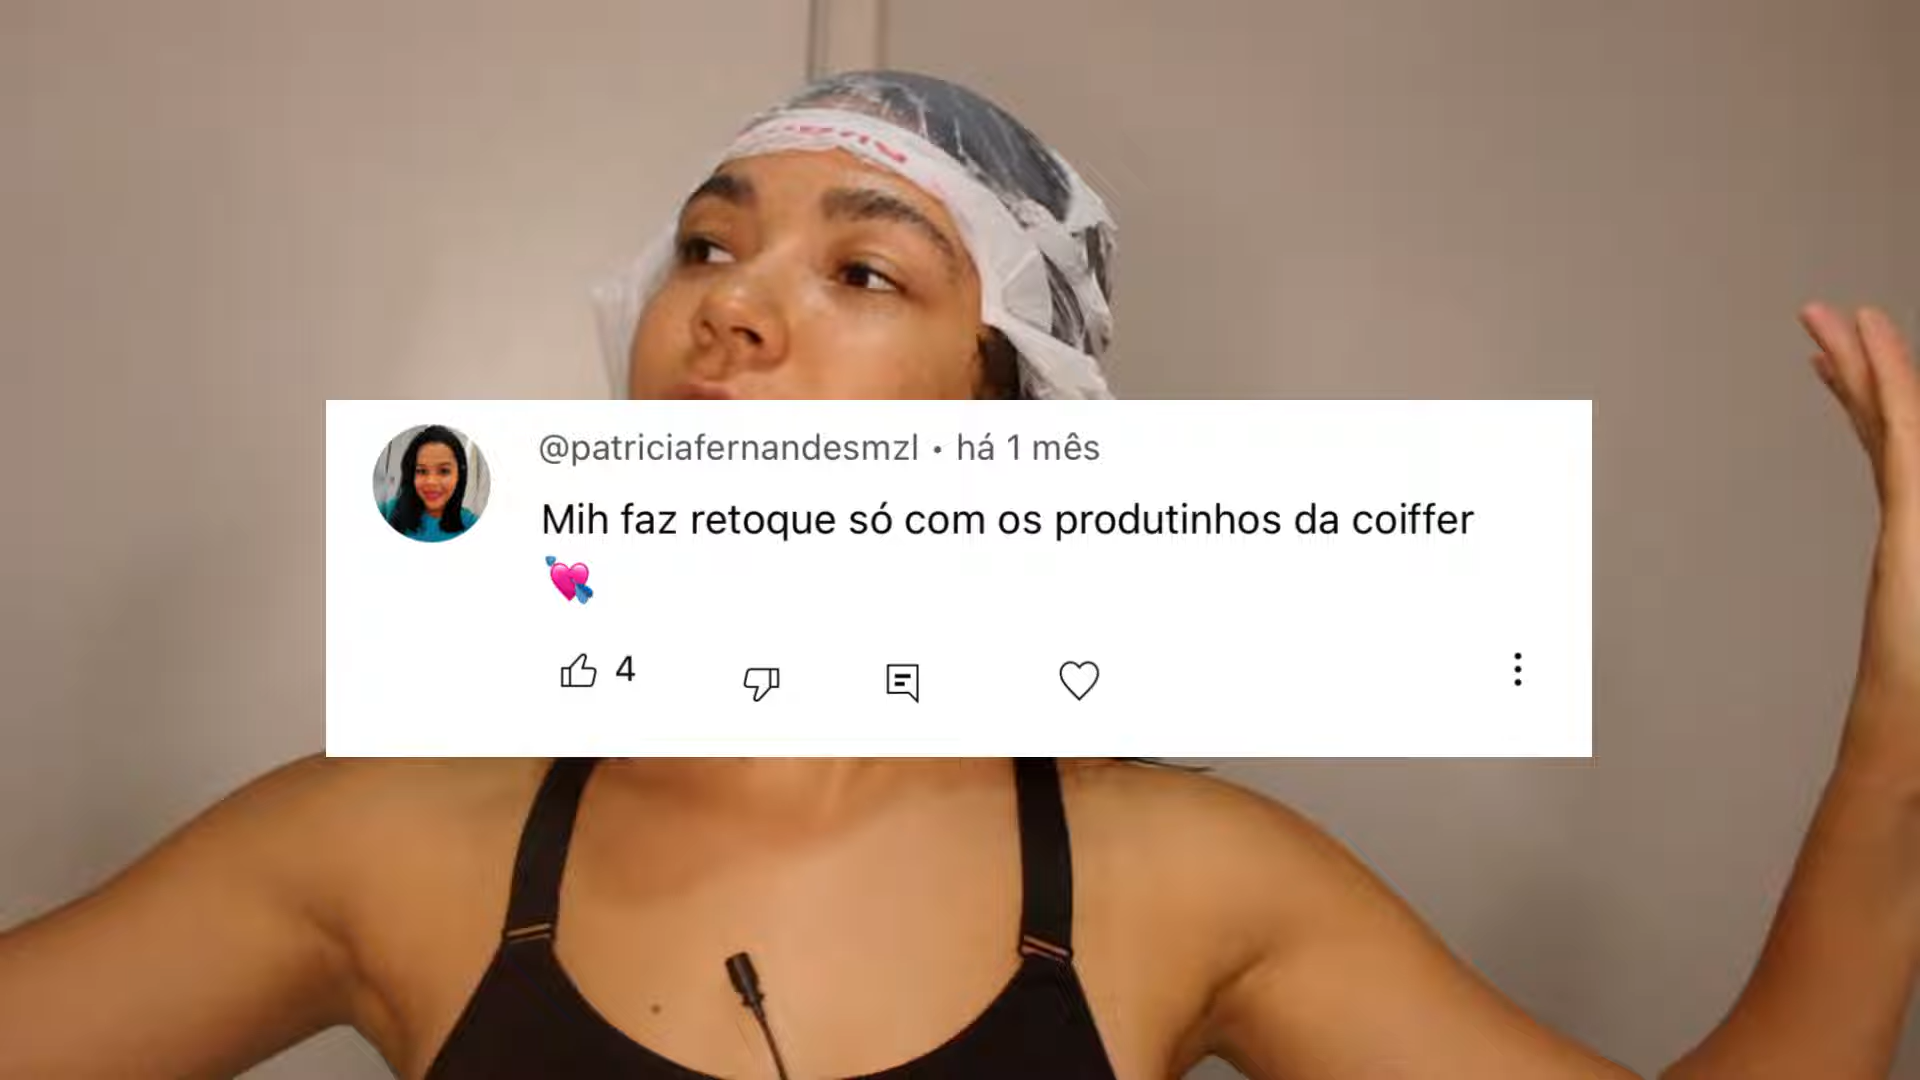 @patriciafernandesmzl • há 1 mês
Mih faz retoque só com os produtinhos da coiffer
💘
4